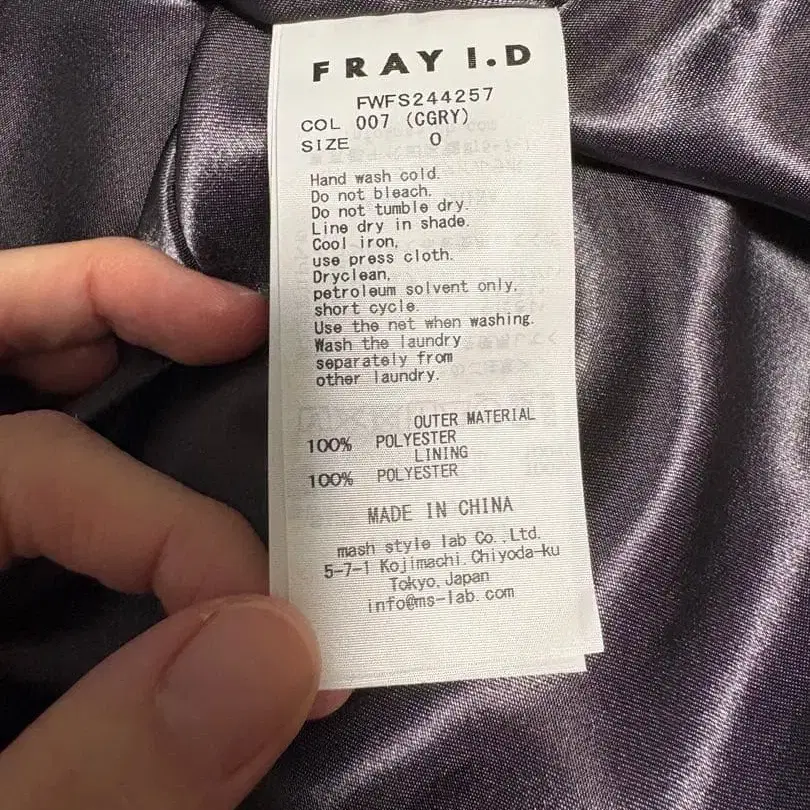 FRAY I.D
FWFS244257
COL 007 (CGRY)
SIZE 0
Hand wash cold.
Do not bleach.
Do not tumble dry.
Line dry in shade.
Cool iron,
use press cloth.
Dryclean,
petroleum solvent only,
short cycle.
Use the net when washing.
Wash the laundry
separately from
other laundry.
OUTER MATERIAL
100% POLYESTER
LINING
100% POLYESTER
MADE IN CHINA
mash style lab Co.,Ltd.
5-7-1 Kojimachi,Chiyoda-ku
Tokyo,Japan
info@ms-lab.com